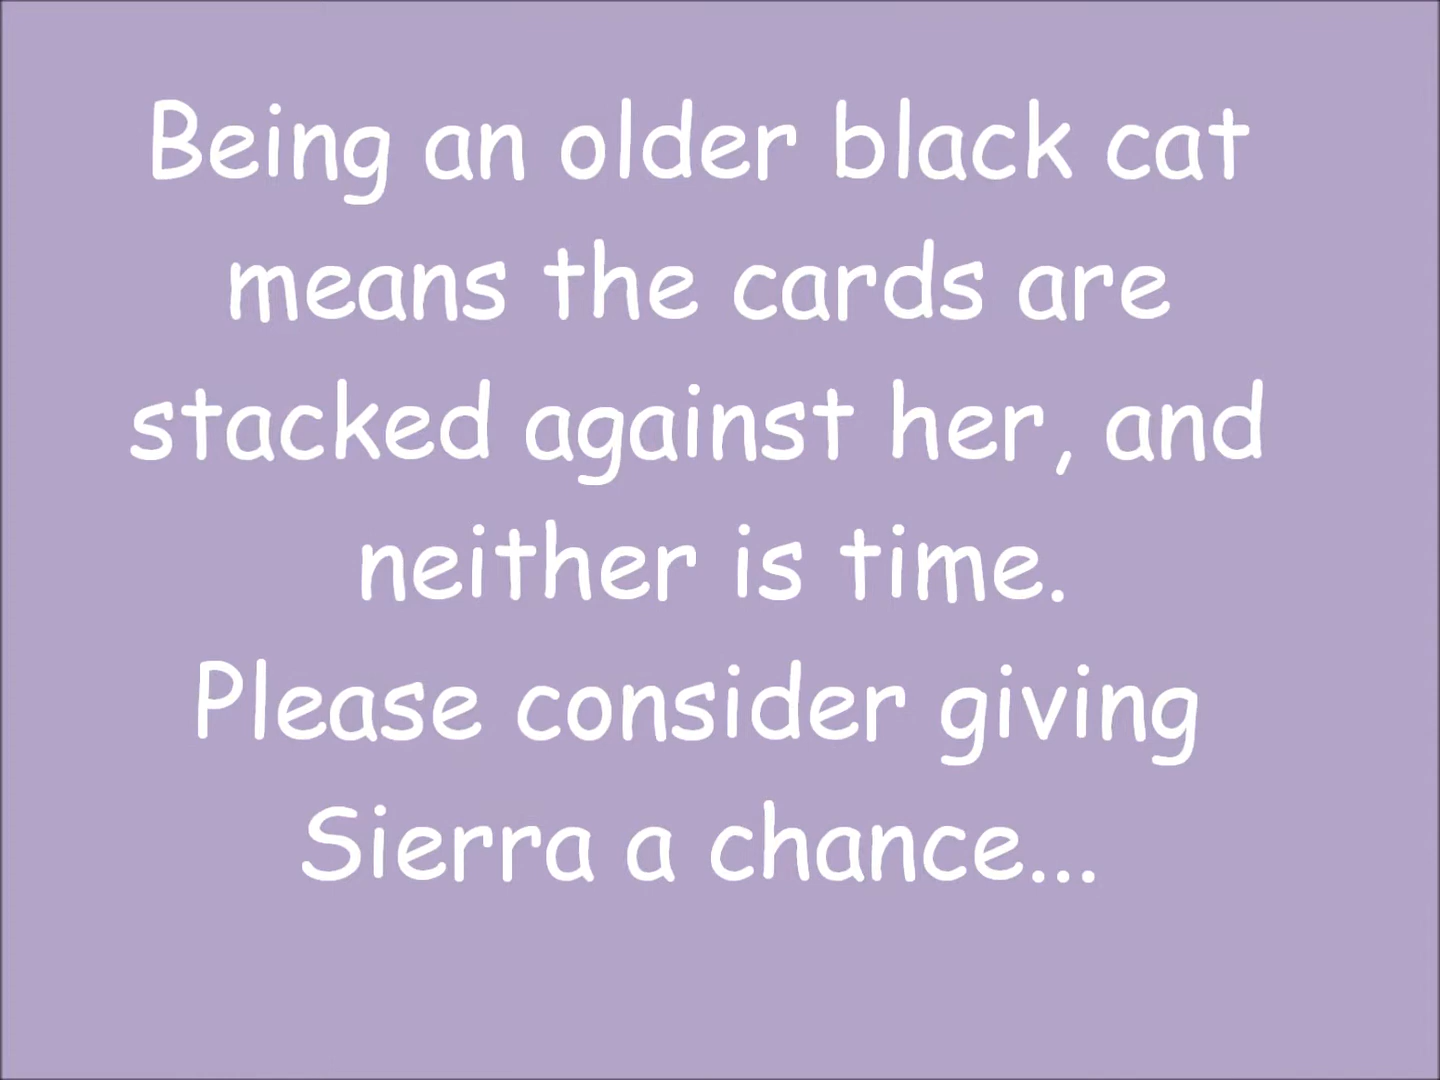 Being an older black cat
means the cards are
stacked against her, and
neither is time.
Please consider giving
Sierra a chance...